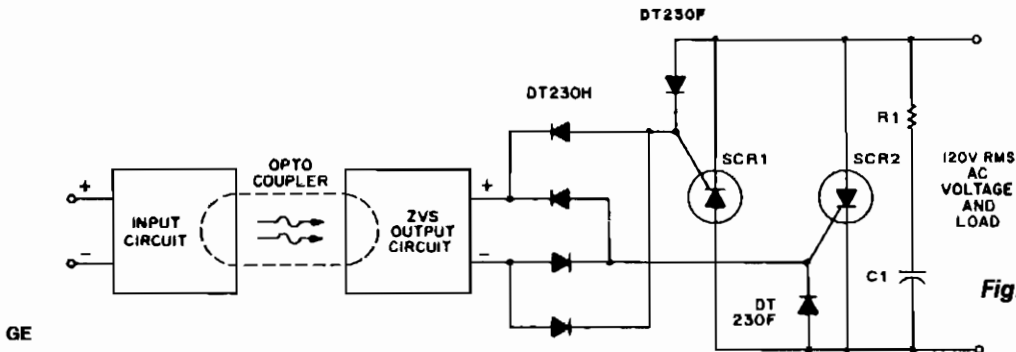 DT230F
DT230H
R1
SCR1
SCR2
OPTO
COUPLER
120V RMS
AC
VOLTAGE
AND
LOAD
+
+
INPUT
CIRCUIT
ZVS
OUTPUT
CIRCUIT
−
−
C1
DT
230F
Fig.
GE